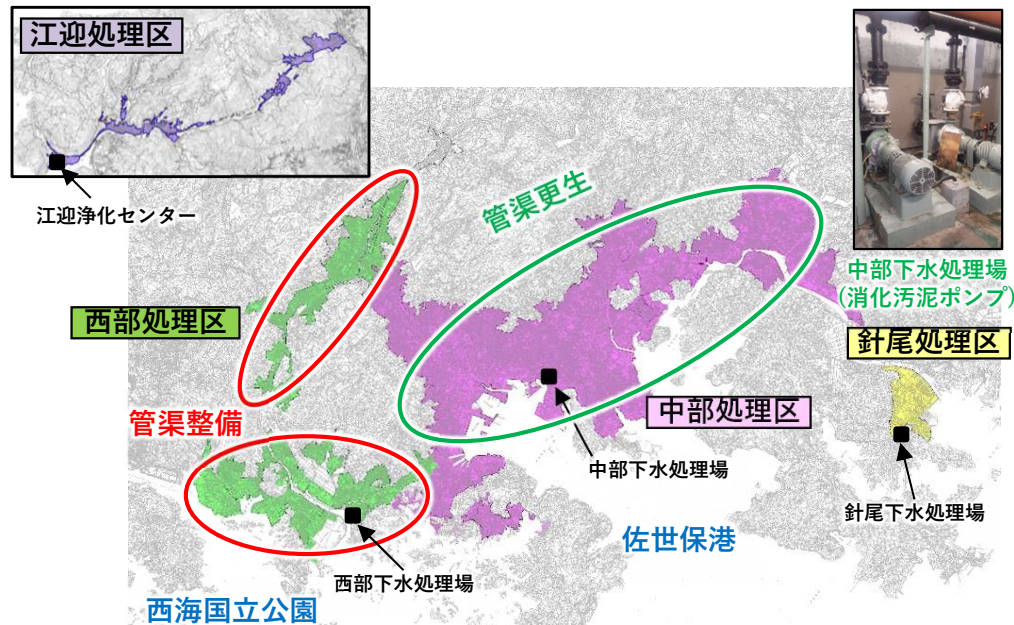 江迎処理区
江迎浄化センター
管渠更生
中部下水処理場
(消化汚泥ポンプ)
西部処理区
針尾処理区
管渠整備
中部処理区
中部下水処理場
針尾下水処理場
佐世保港
西部下水処理場
西海国立公園